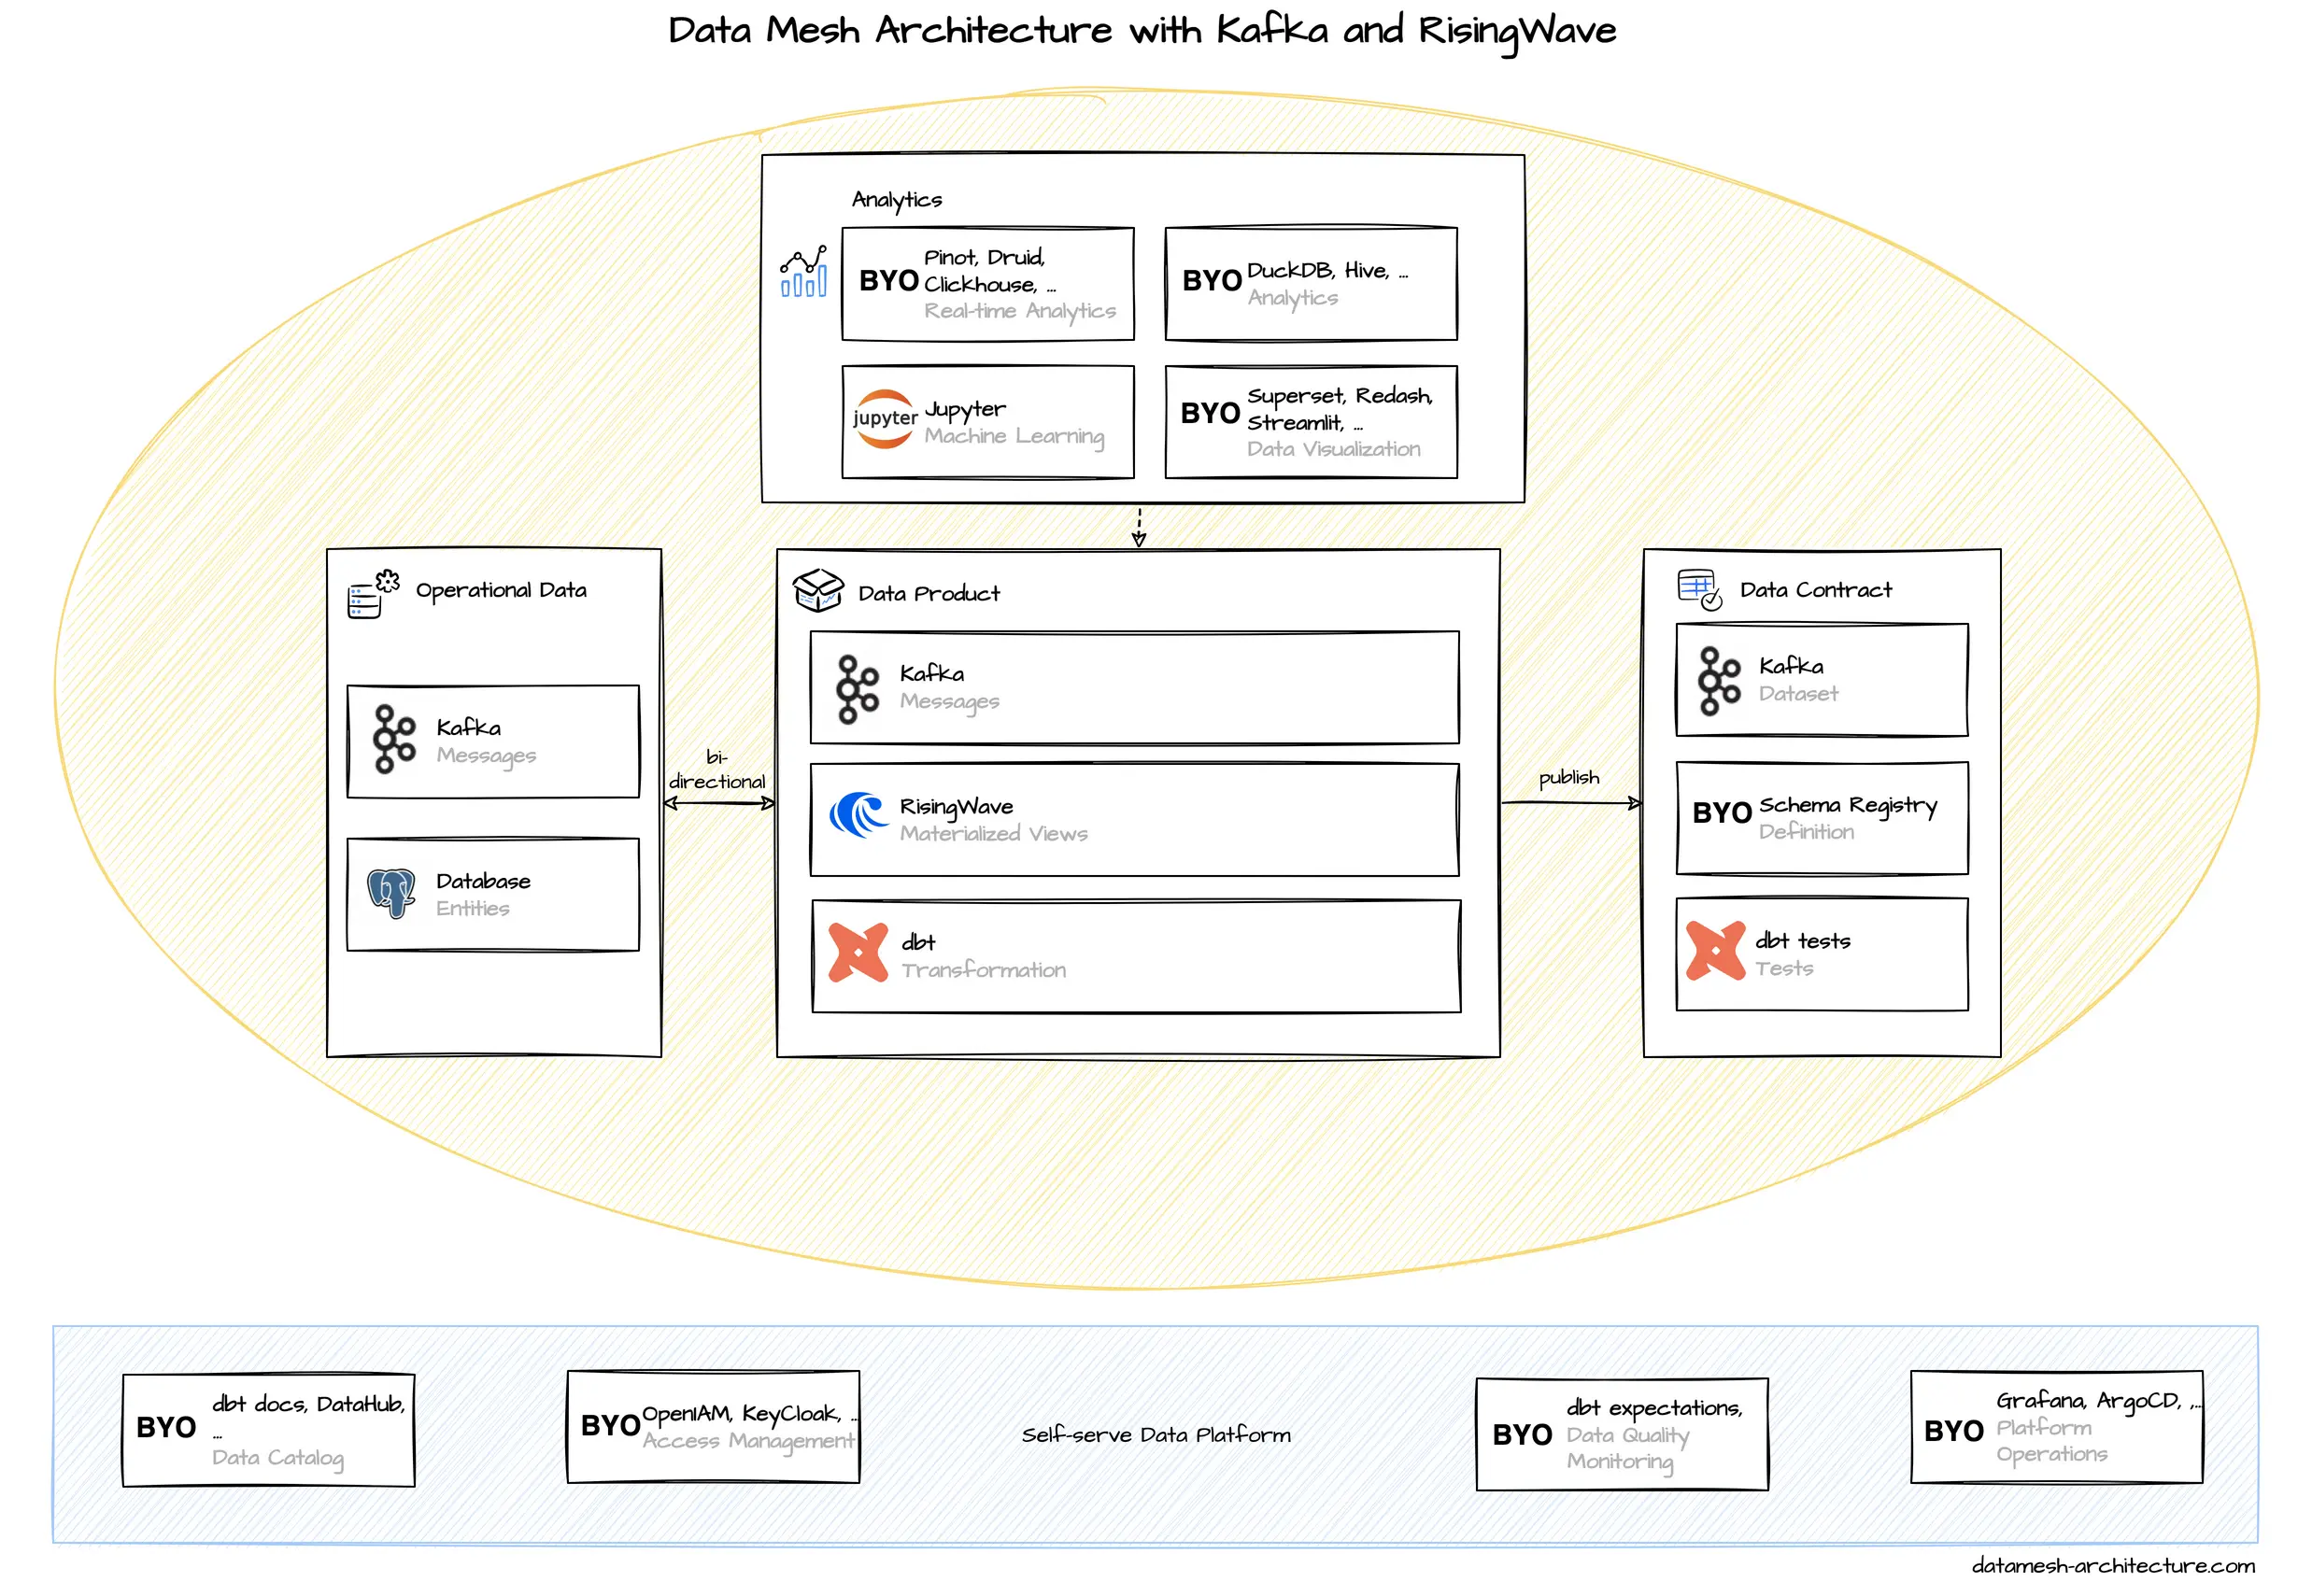 Data Mesh Architecture with Kafka and RisingWave
Analytics
BYO
Pinot, Druid,
Clickhouse, ...
Real-time Analytics
BYO
DuckDB, Hive, ...
Analytics
jupyter
Jupyter
Machine Learning
BYO
Superset, Redash,
Streamlit, ...
Data Visualization
Operational Data
Kafka
Messages
Database
Entities
bi-
directional
Data Product
Kafka
Messages
RisingWave
Materialized Views
dbt
Transformation
publish
Data Contract
Kafka
Dataset
BYO
Schema Registry
Definition
dbt tests
Tests
BYO
dbt docs, DataHub,
...
Data Catalog
BYO
OpenIAM, KeyCloak, ...
Access Management
Self-serve Data Platform
BYO
dbt expectations,
Data Quality
Monitoring
BYO
Grafana, ArgoCD, ,...
Platform
Operations
datamesh-architecture.com